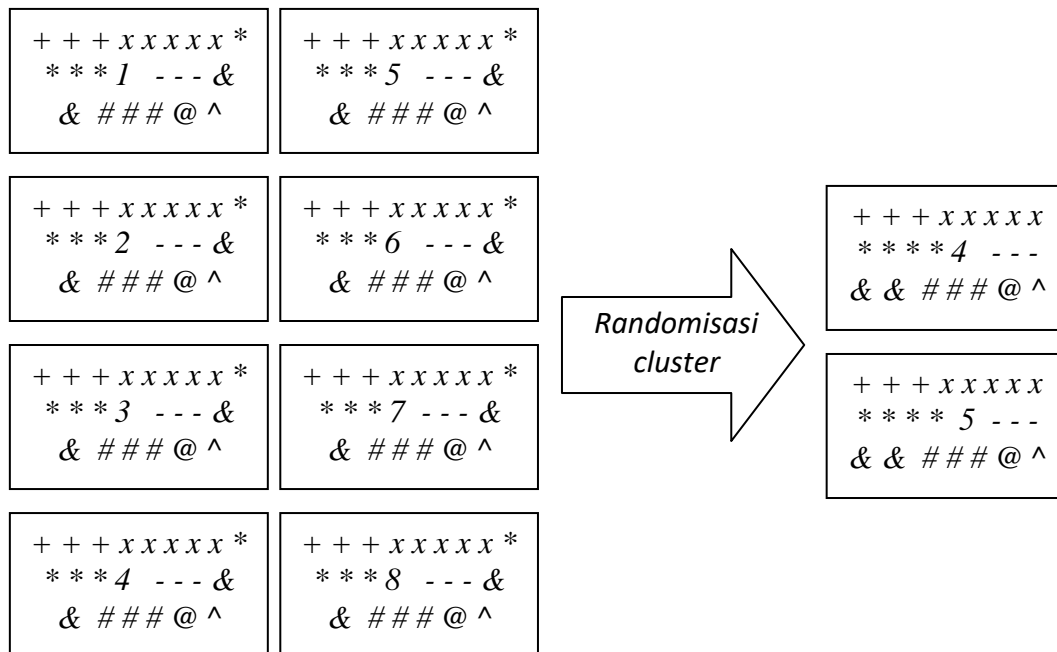 + + + x x x x x *
* * * 1 - - - &
& # # # @ ^
+ + + x x x x x *
* * * 5 - - - &
& # # # @ ^
+ + + x x x x x *
* * * 2 - - - &
& # # # @ ^
+ + + x x x x x *
* * * 6 - - - &
& # # # @ ^
+ + + x x x x x *
* * * 3 - - - &
& # # # @ ^
+ + + x x x x x *
* * * 7 - - - &
& # # # @ ^
+ + + x x x x x *
* * * 4 - - - &
& # # # @ ^
+ + + x x x x x *
* * * 8 - - - &
& # # # @ ^
Randomisasi
cluster
+ + + x x x x x
* * * * 4 - - -
& & # # # @ ^
+ + + x x x x x
* * * * 5 - - -
& & # # # @ ^